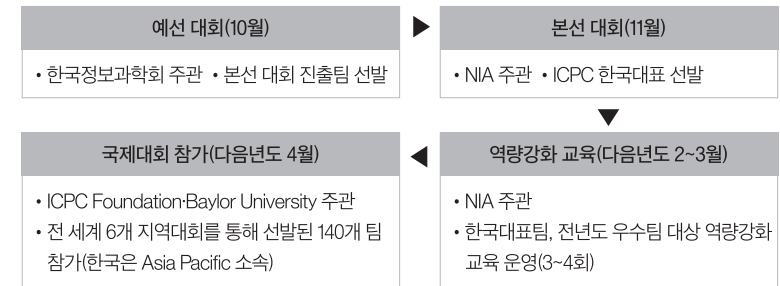 예선 대회(10월)
• 한국정보과학회 주관 • 본선 대회 진출팀 선발
본선 대회(11월)
• NIA 주관 • ICPC 한국대표 선발
역량강화 교육(다음년도 2~3월)
• NIA 주관
• 한국대표팀, 전년도 우수팀 대상 역량강화
교육 운영(3~4회)
국제대회 참가(다음년도 4월)
• ICPC Foundation·Baylor University 주관
• 전 세계 6개 지역대회를 통해 선발된 140개 팀
참가(한국은 Asia Pacific 소속)